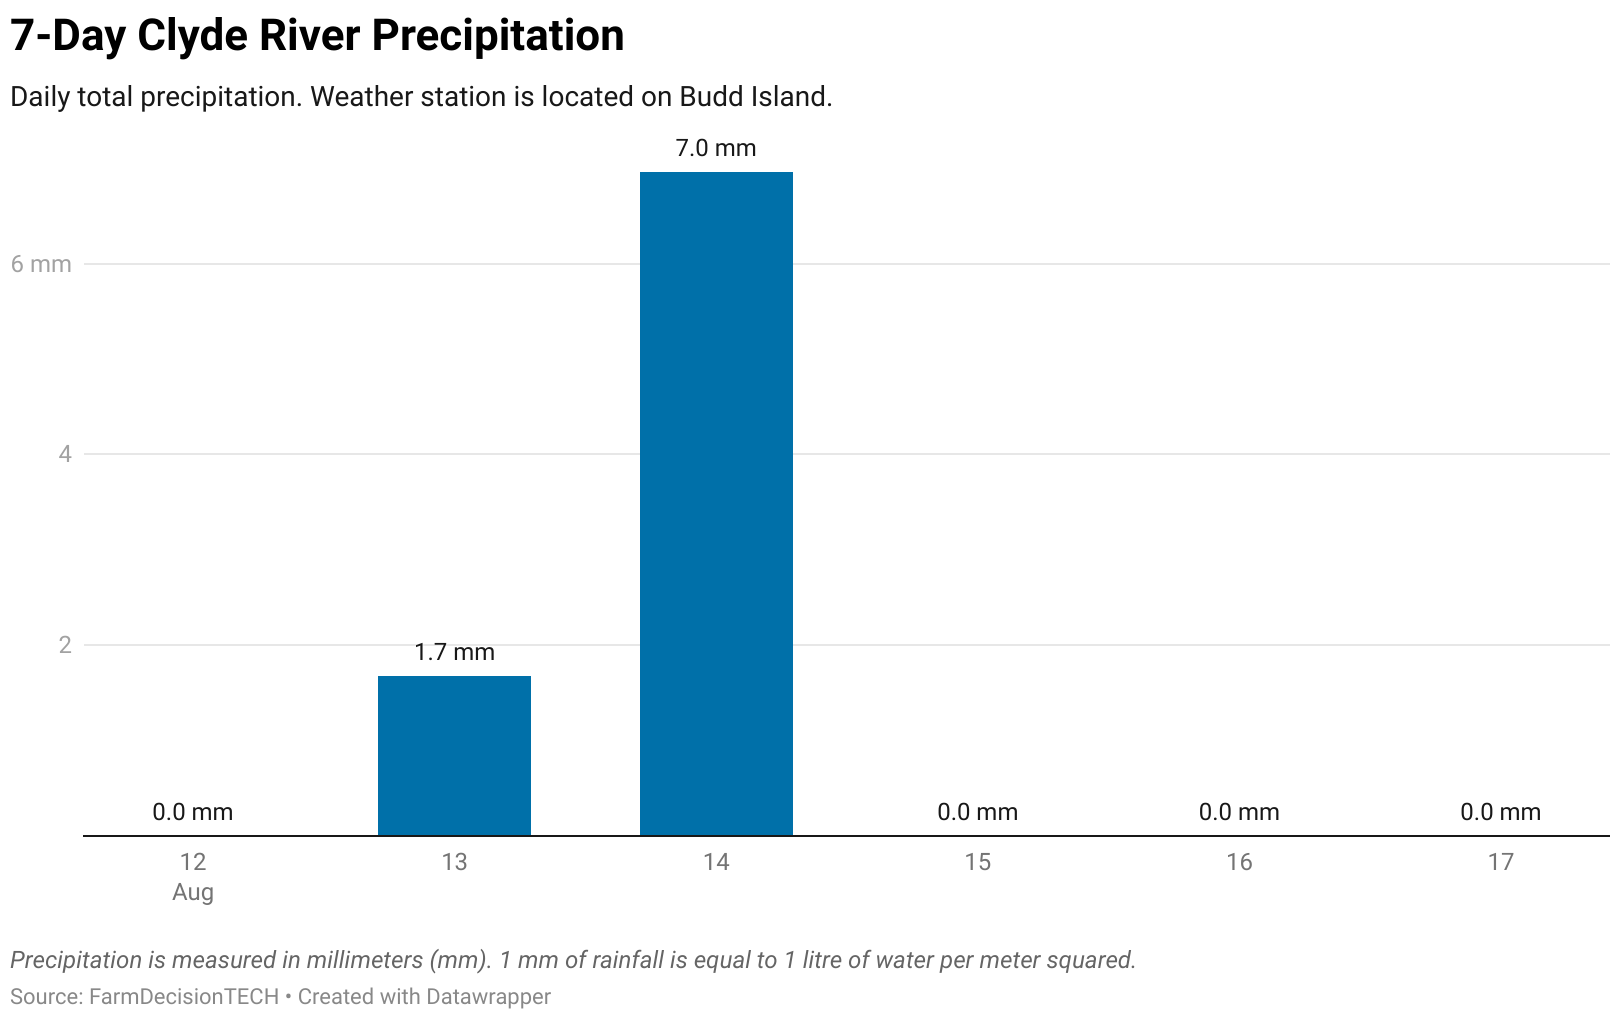 7-Day Clyde River Precipitation
Daily total precipitation. Weather station is located on Budd Island.
7.0 mm
6 mm
4
2
1.7 mm
0.0 mm
0.0 mm
0.0 mm
0.0 mm
12
13
14
15
16
17
Aug
Precipitation is measured in millimeters (mm). 1 mm of rainfall is equal to 1 litre of water per meter squared.
Source: FarmDecisionTECH • Created with Datawrapper